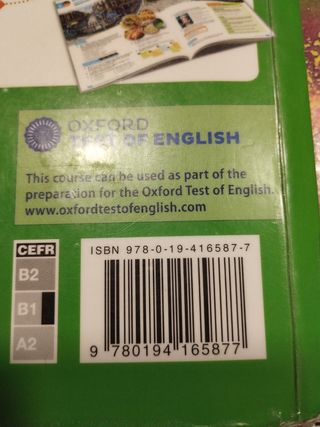 OXFORD
TEST OF ENGLISH
This course can be used as part of the
preparation for the Oxford Test of English.
www.oxfordtestofenglish.com
CEFR
B2
B1
A2
ISBN 978-0-19-416587-7
9 780194 165877